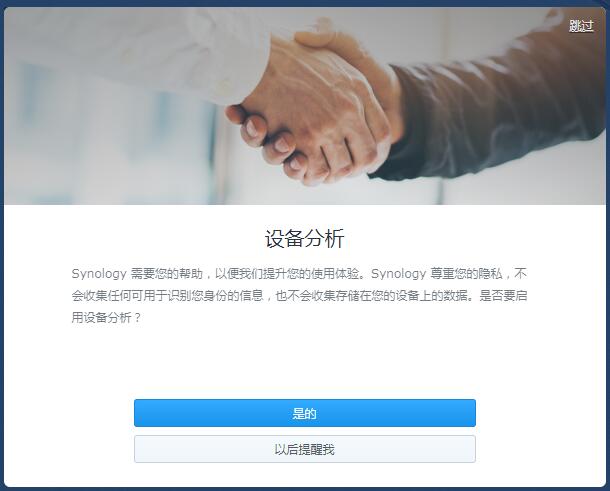 跳过
设备分析
Synology 需要您的帮助，以便我们提升您的使用体验。Synology 尊重您的隐私，不
会收集任何可用于识别您身份的信息，也不会收集存储在您的设备上的数据。是否要启
用设备分析？
是的
以后提醒我